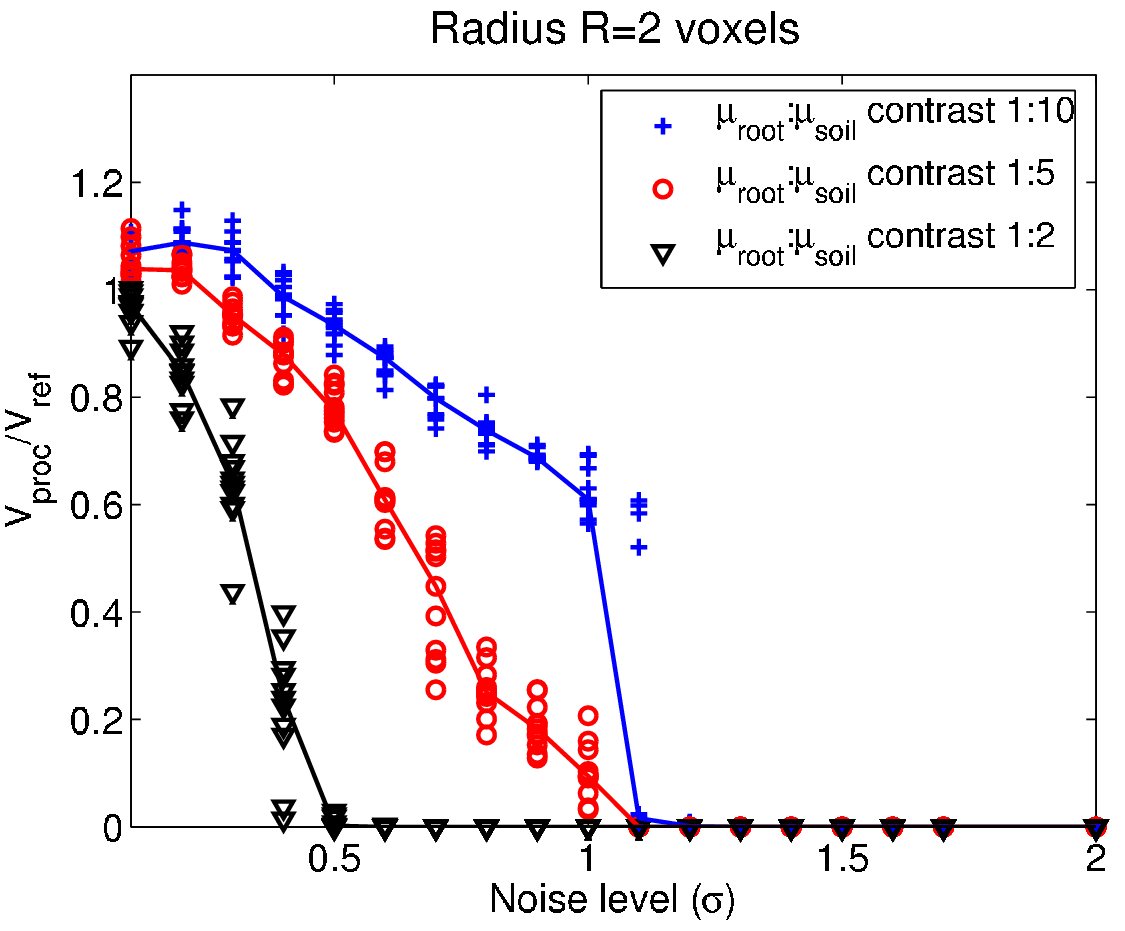 Radius R=2 voxels
μroot:μsoil contrast 1:10
μroot:μsoil contrast 1:5
μroot:μsoil contrast 1:2
1.2
1
0.8
0.6
0.4
0.2
0
Vproc/Vref
0.5 1 1.5 2
Noise level (σ)